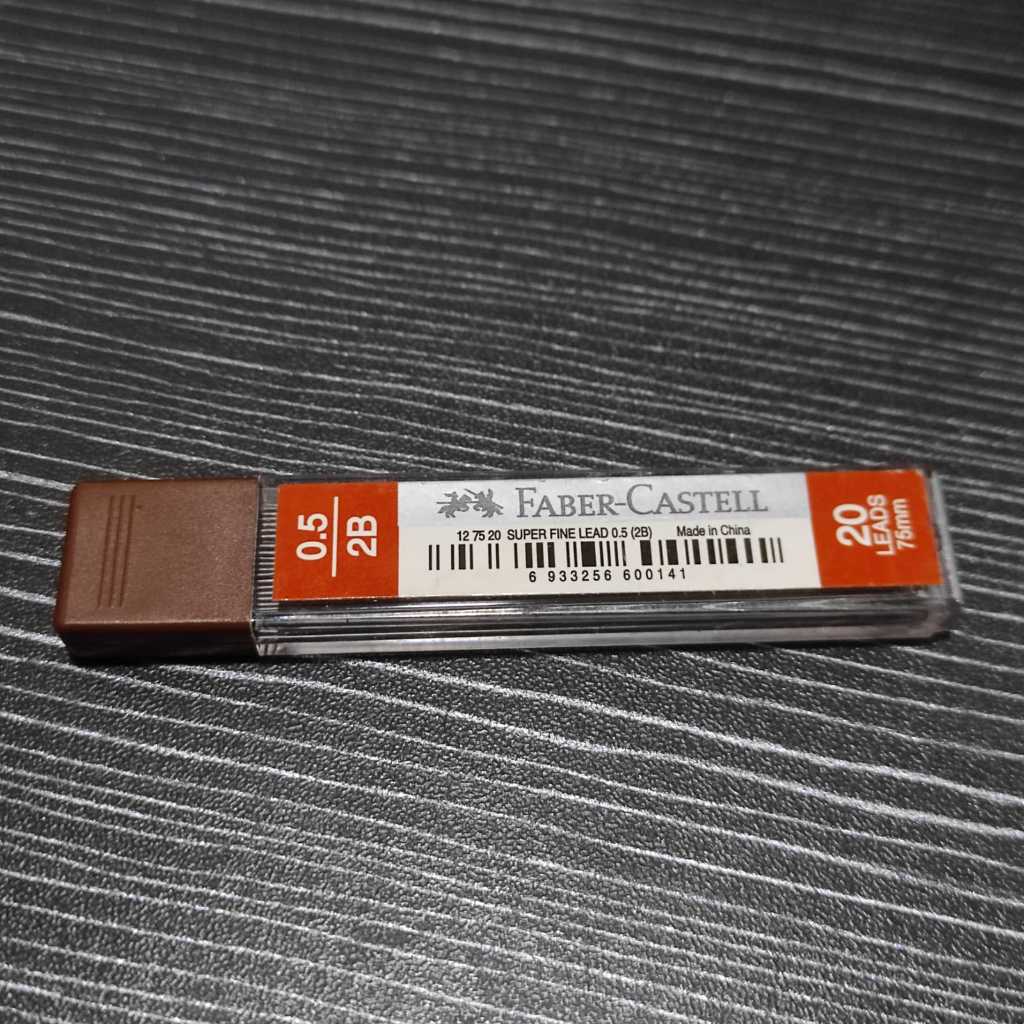 0.5
2B
FABER-CASTELL
12 75 20 SUPER FINE LEAD 0.5 (2B) Made in China
6 933256 600141
20
LEADS
75mm